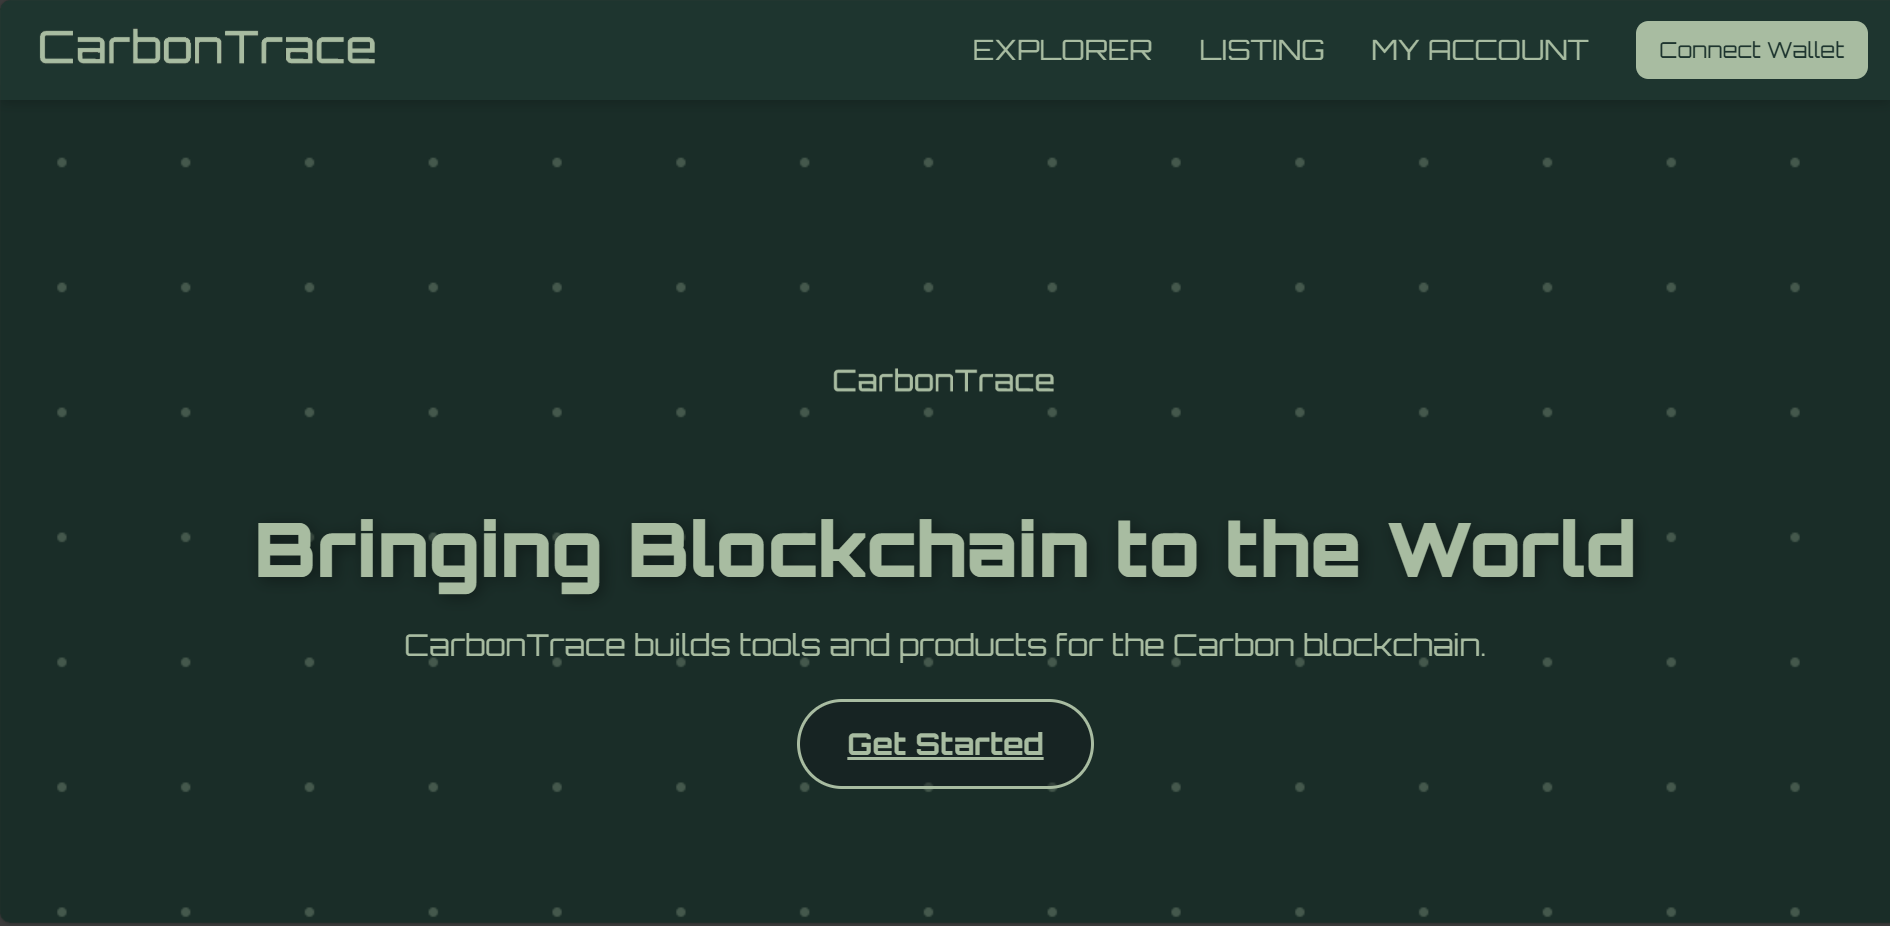 CarbonTrace
EXPLORER LISTING MY ACCOUNT Connect Wallet
CarbonTrace
Bringing Blockchain to the World
CarbonTrace builds tools and products for the Carbon blockchain.
Get Started